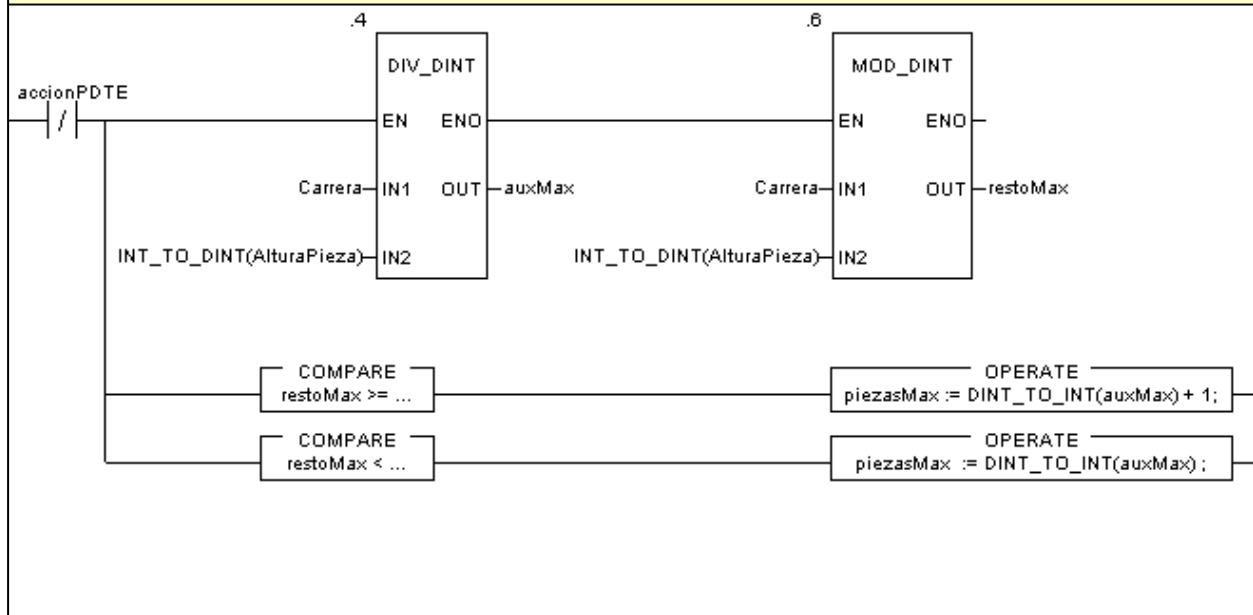 .4 .6
DIV_DINT MOD_DINT
accionPDTE
/
EN ENO EN ENO
Carrera IN1 OUT auxMax Carrera IN1 OUT restoMax
INT_TO_DINT(AlturaPieza) IN2 INT_TO_DINT(AlturaPieza) IN2
COMPARE OPERATE
restoMax >= ... piezasMax := DINT_TO_INT(auxMax) + 1;
COMPARE OPERATE
restoMax < ... piezasMax := DINT_TO_INT(auxMax) ;